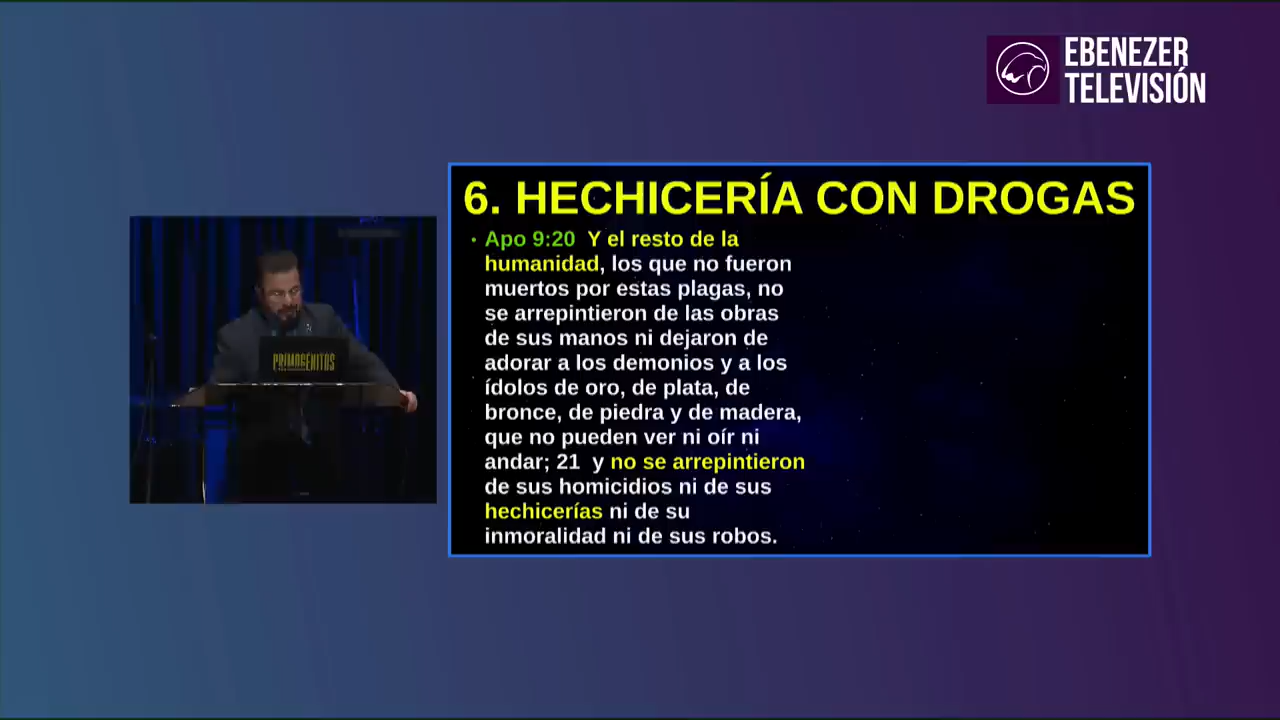 EBENEZER
TELEVISIÓN
6. HECHICERÍA CON DROGAS
· Apo 9:20 Y el resto de la
humanidad, los que no fueron
muertos por estas plagas, no
se arrepintieron de las obras
de sus manos ni dejaron de
adorar a los demonios y a los
ídolos de oro, de plata, de
bronce, de piedra y de madera,
que no pueden ver ni oír ni
andar; 21 y no se arrepintieron
de sus homicidios ni de sus
hechicerías ni de su
inmoralidad ni de sus robos.
PRIMOGÉNITOS